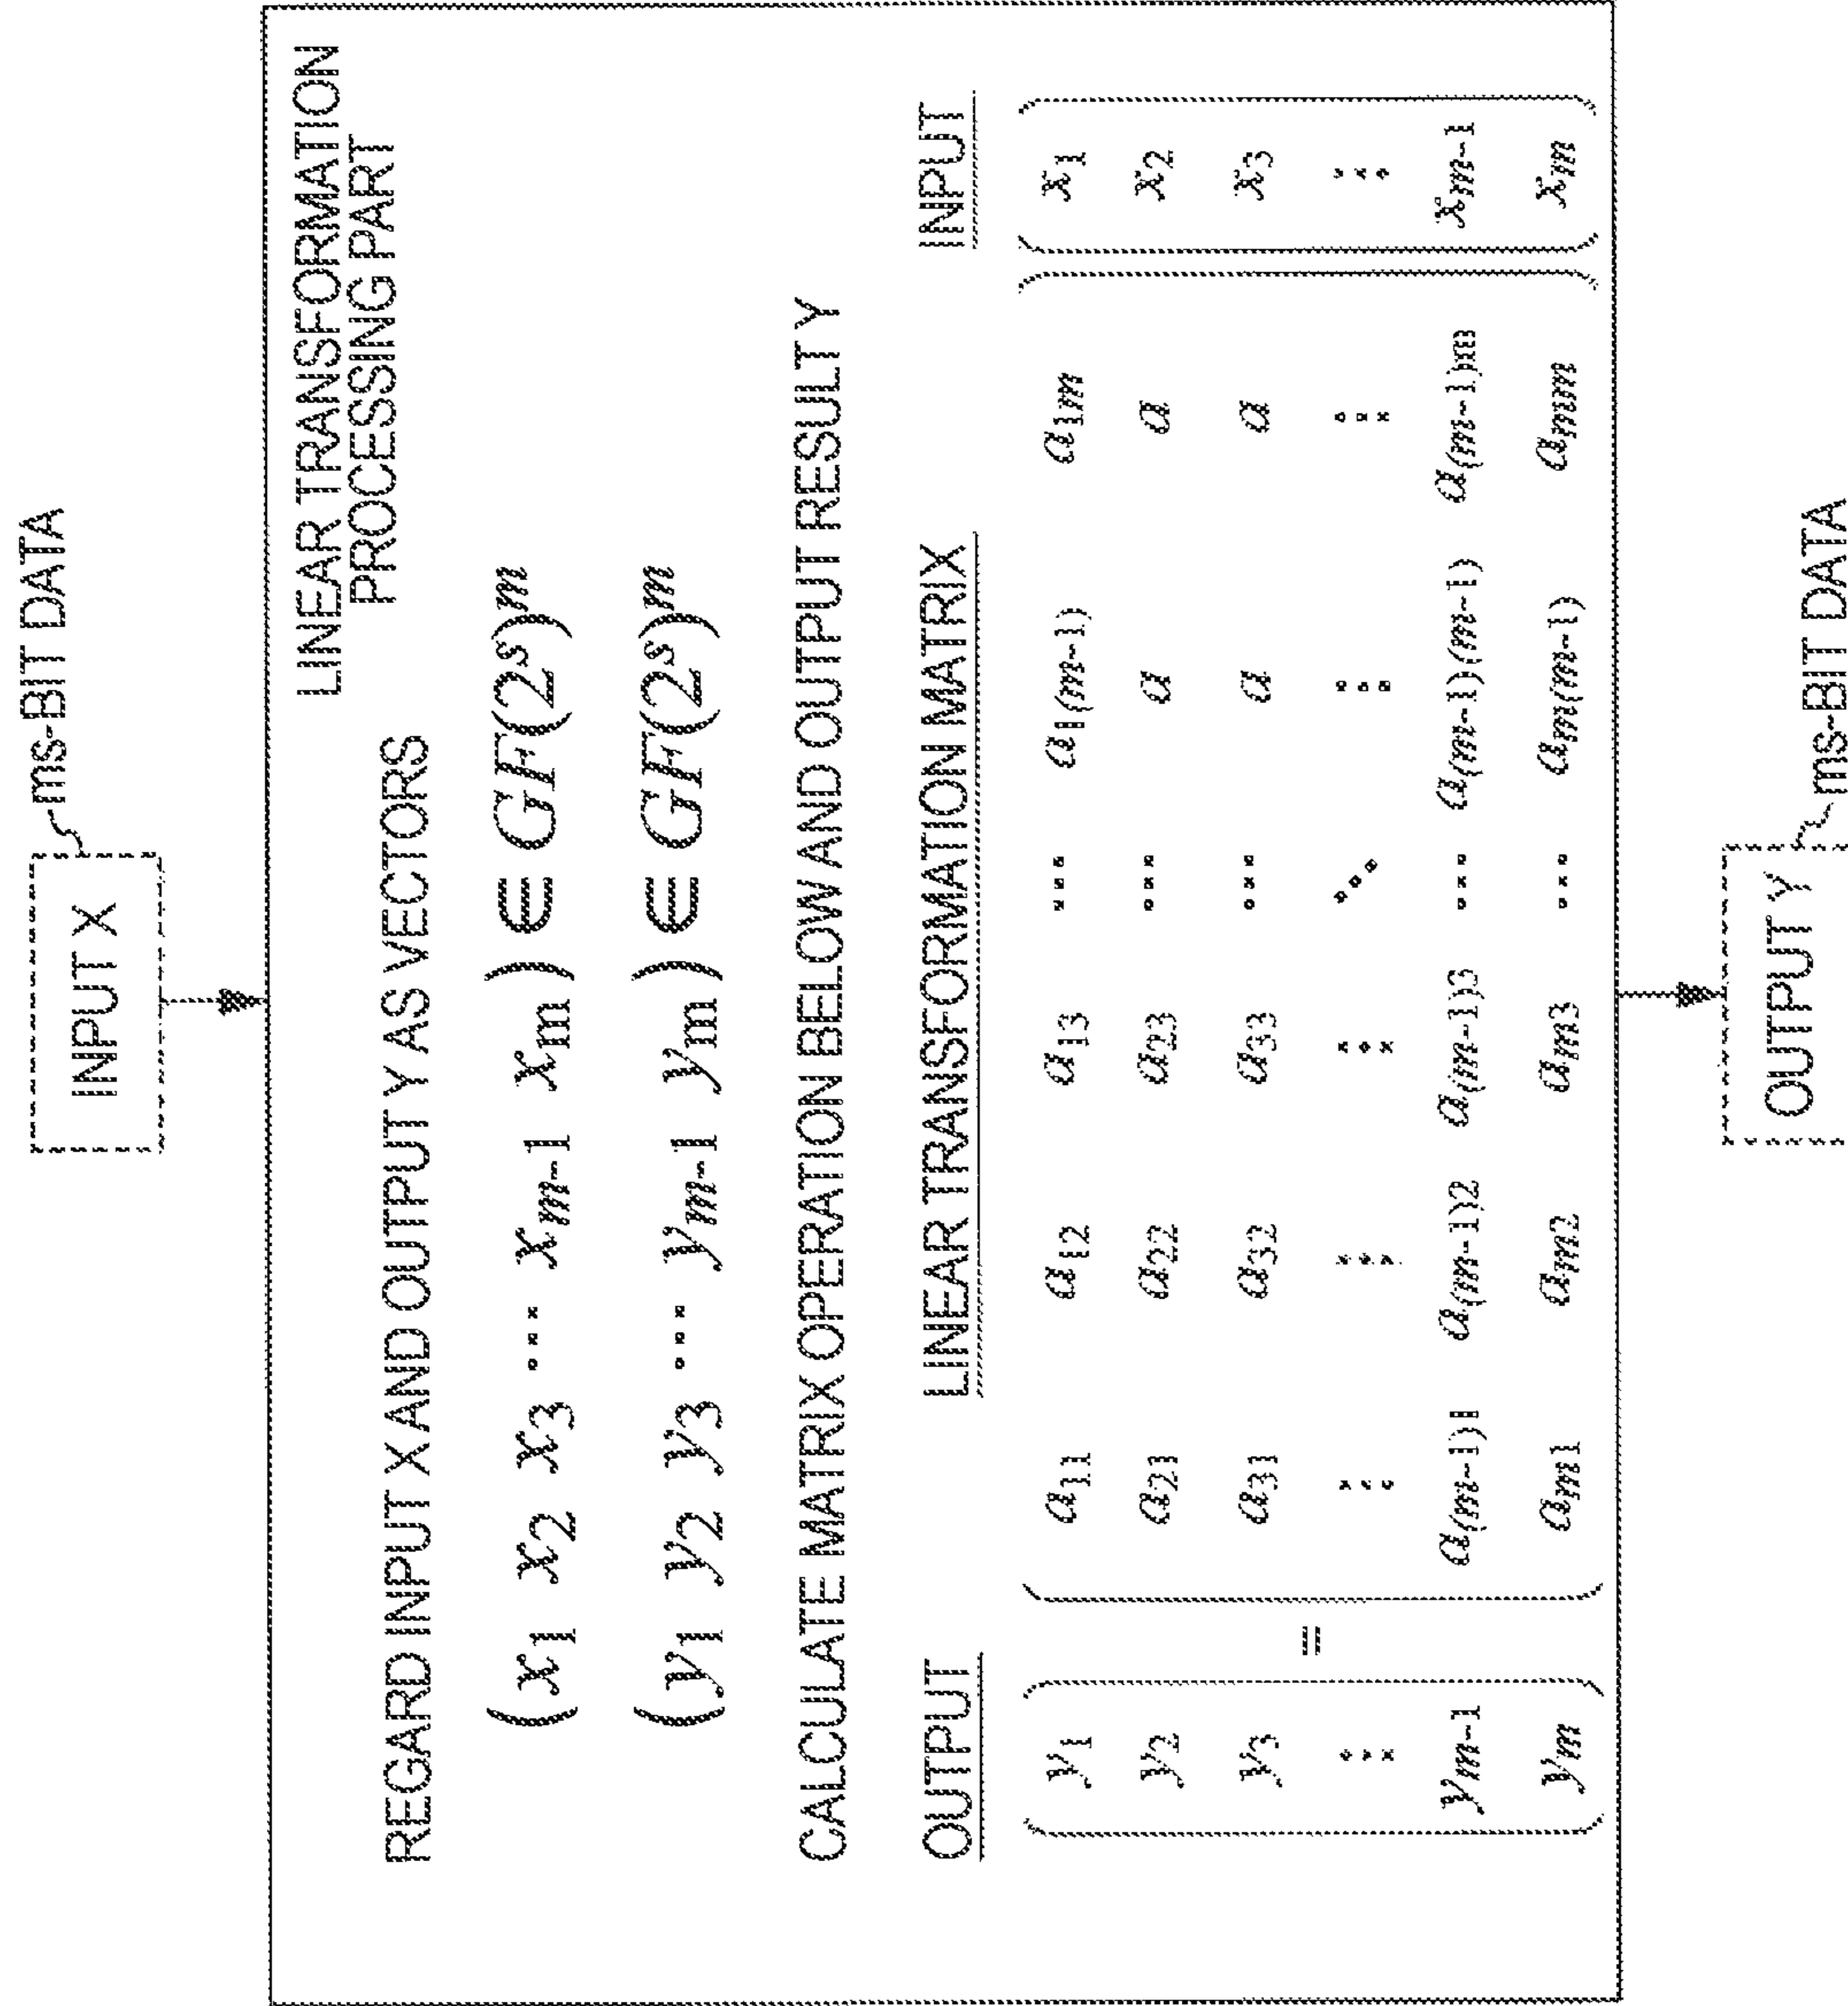 INPUT X
ms-BIT DATA
LINEAR TRANSFORMATION
PROCESSING PART
REGARD INPUT X AND OUTPUT Y AS VECTORS
(x₁ x₂ x₃ ⋯ xₘ₋₁ xₘ) ∈ GF(2ˢ)ᵐ
(y₁ y₂ y₃ ⋯ yₘ₋₁ yₘ) ∈ GF(2ˢ)ᵐ
CALCULATE MATRIX OPERATION BELOW AND OUTPUT RESULT Y
OUTPUT LINEAR TRANSFORMATION MATRIX INPUT
y₁ a₁₁ a₁₂ a₁₃ ⋯ a₁₍ₘ₋₁₎ a₁ₘ x₁
y₂ a₂₁ a₂₂ a₂₃ ⋯ a a x₂
y₃ a₃₁ a₃₂ a₃₃ ⋯ a a x₃
⋮ = ⋮ ⋮ ⋮ ⋱ ⋮ ⋮ ⋮
yₘ₋₁ a₍ₘ₋₁₎₁ a₍ₘ₋₁₎₂ a₍ₘ₋₁₎₃ ⋯ a₍ₘ₋₁₎₍ₘ₋₁₎ a₍ₘ₋₁₎ₘ xₘ₋₁
yₘ aₘ₁ aₘ₂ aₘ₃ ⋯ aₘ₍ₘ₋₁₎ aₘₘ xₘ
OUTPUT Y
ms-BIT DATA